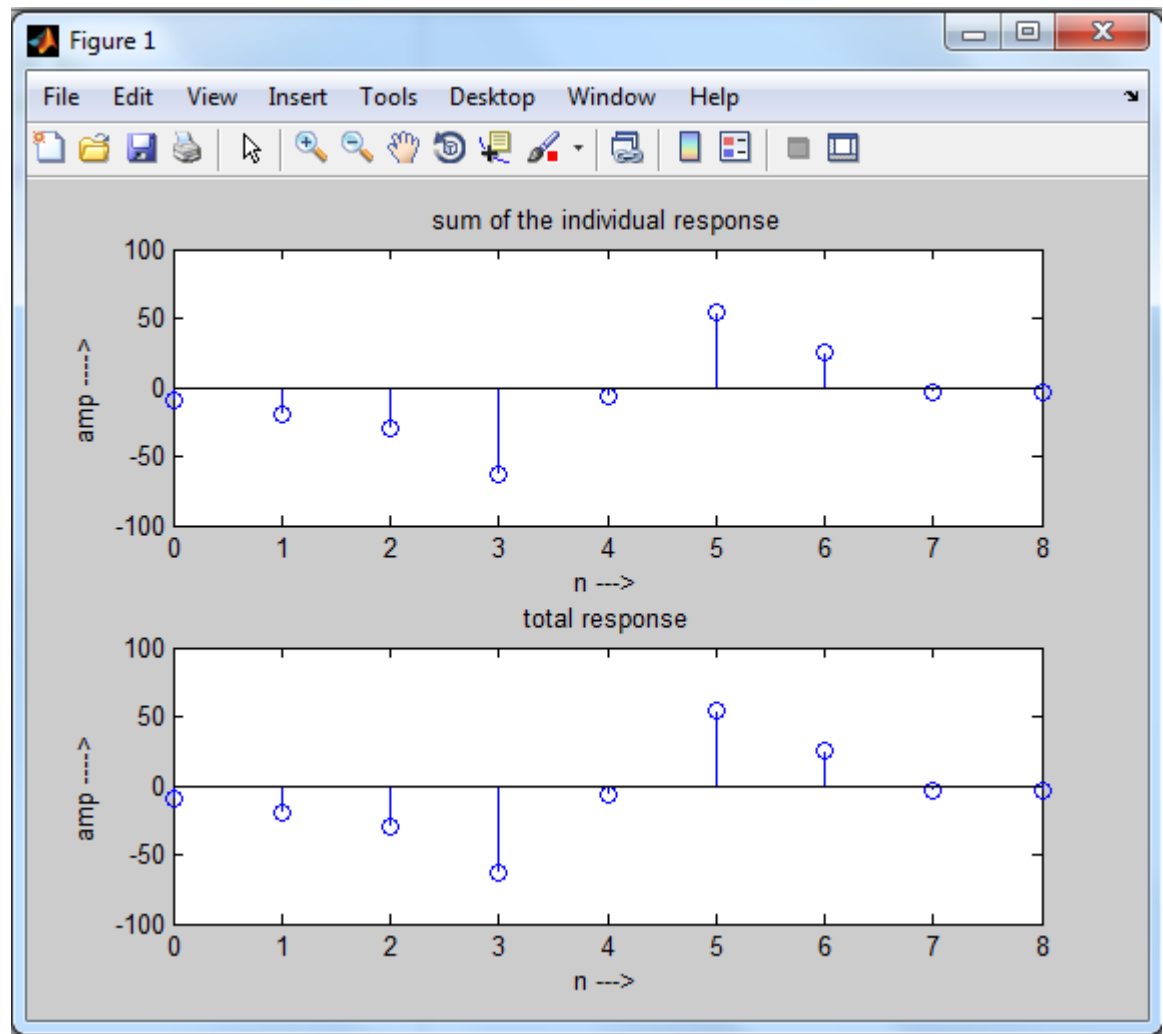 Figure 1
File Edit View Insert Tools Desktop Window Help
sum of the individual response
100
50
0
-50
-100
amp ---->
0 1 2 3 4 5 6 7 8
n --->
total response
100
50
0
-50
-100
amp ---->
0 1 2 3 4 5 6 7 8
n --->